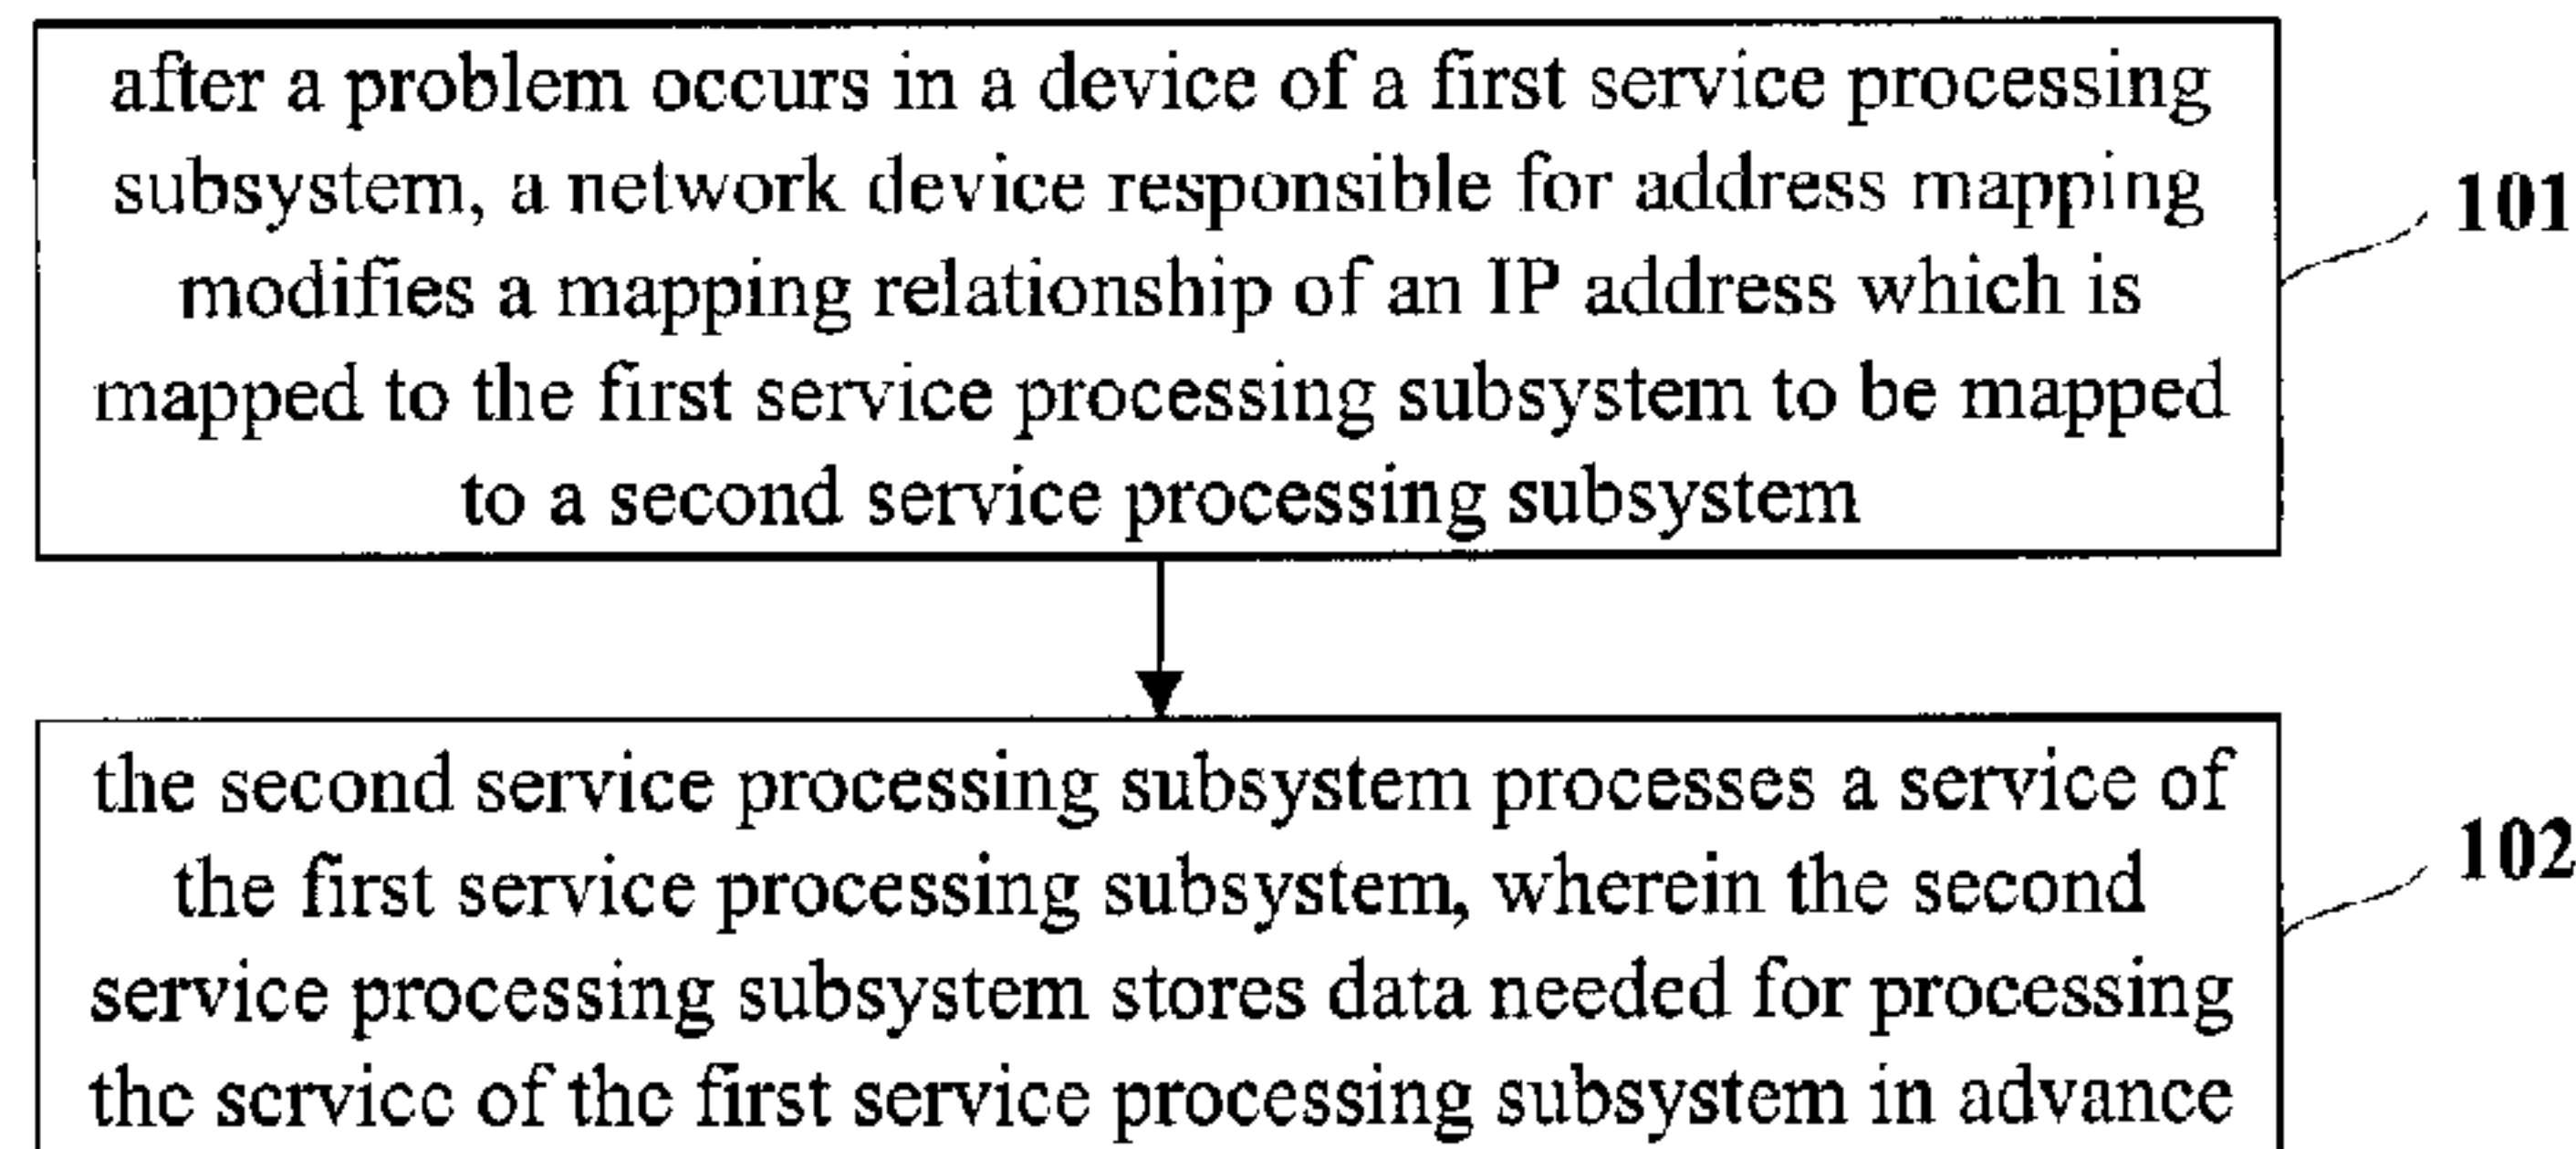 after a problem occurs in a device of a first service processing
subsystem, a network device responsible for address mapping
modifies a mapping relationship of an IP address which is
mapped to the first service processing subsystem to be mapped
to a second service processing subsystem
101
the second service processing subsystem processes a service of
the first service processing subsystem, wherein the second
service processing subsystem stores data needed for processing
the service of the first service processing subsystem in advance
102